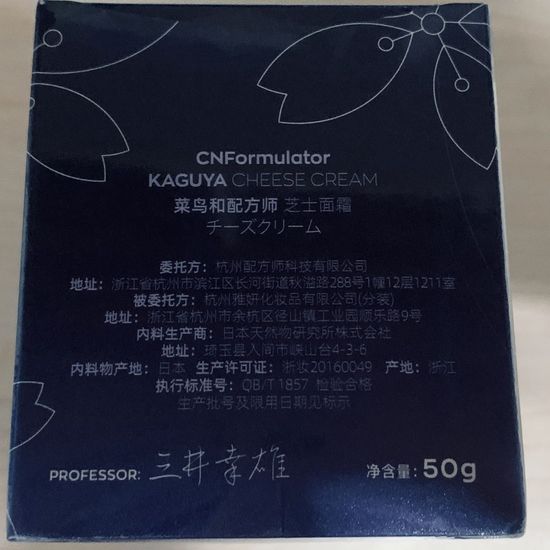 CNFormulator
KAGUYA CHEESE CREAM
菜鸟和配方师 芝士面霜
チーズクリーム
委托方：杭州配方师科技有限公司
地址：浙江省杭州市滨江区长河街道秋溢路288号1幢12层1211室
被委托方：杭州雅妍化妆品有限公司(分装)
地址：浙江省杭州市余杭区径山镇工业园顺乐路9号
内料生产商：日本天然物研究所株式会社
地址：琦玉县入间市峡山台4-3-6
内料物产地：日本 生产许可证：浙妆20160049 产地：浙江
执行标准号：QB/T1857 检验合格
生产批号及限用日期见标示
PROFESSOR: 三井幸雄
净含量：50g